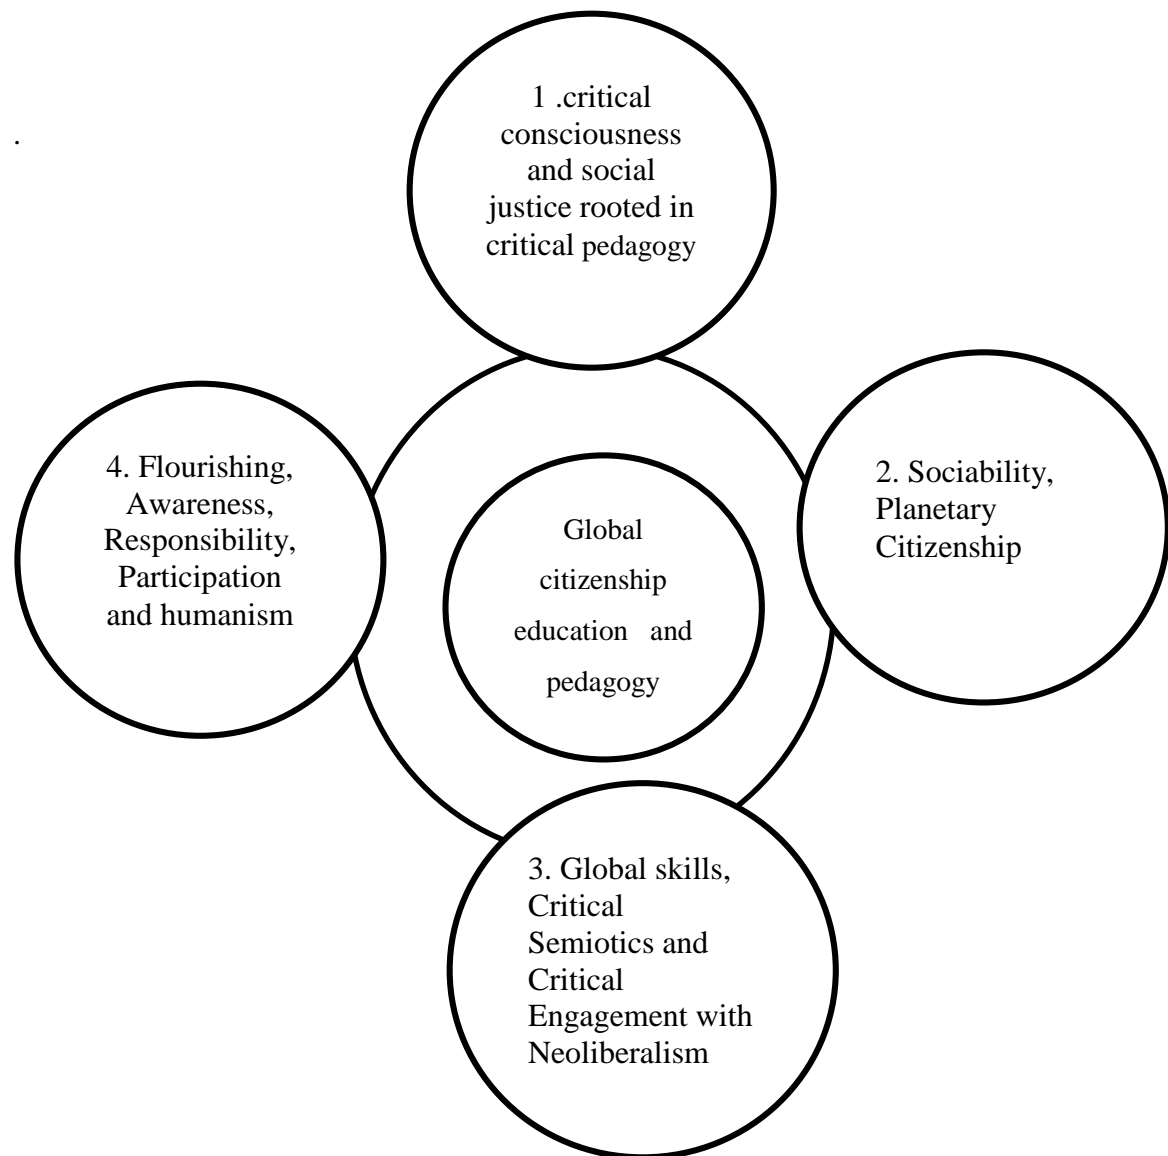 1 .critical
consciousness
and social
justice rooted in
critical pedagogy
.
2. Sociability,
Planetary
Citizenship
3. Global skills,
Critical
Semiotics and
Critical
Engagement with
Neoliberalism
4. Flourishing,
Awareness,
Responsibility,
Participation
and humanism
Global
citizenship
education and
pedagogy